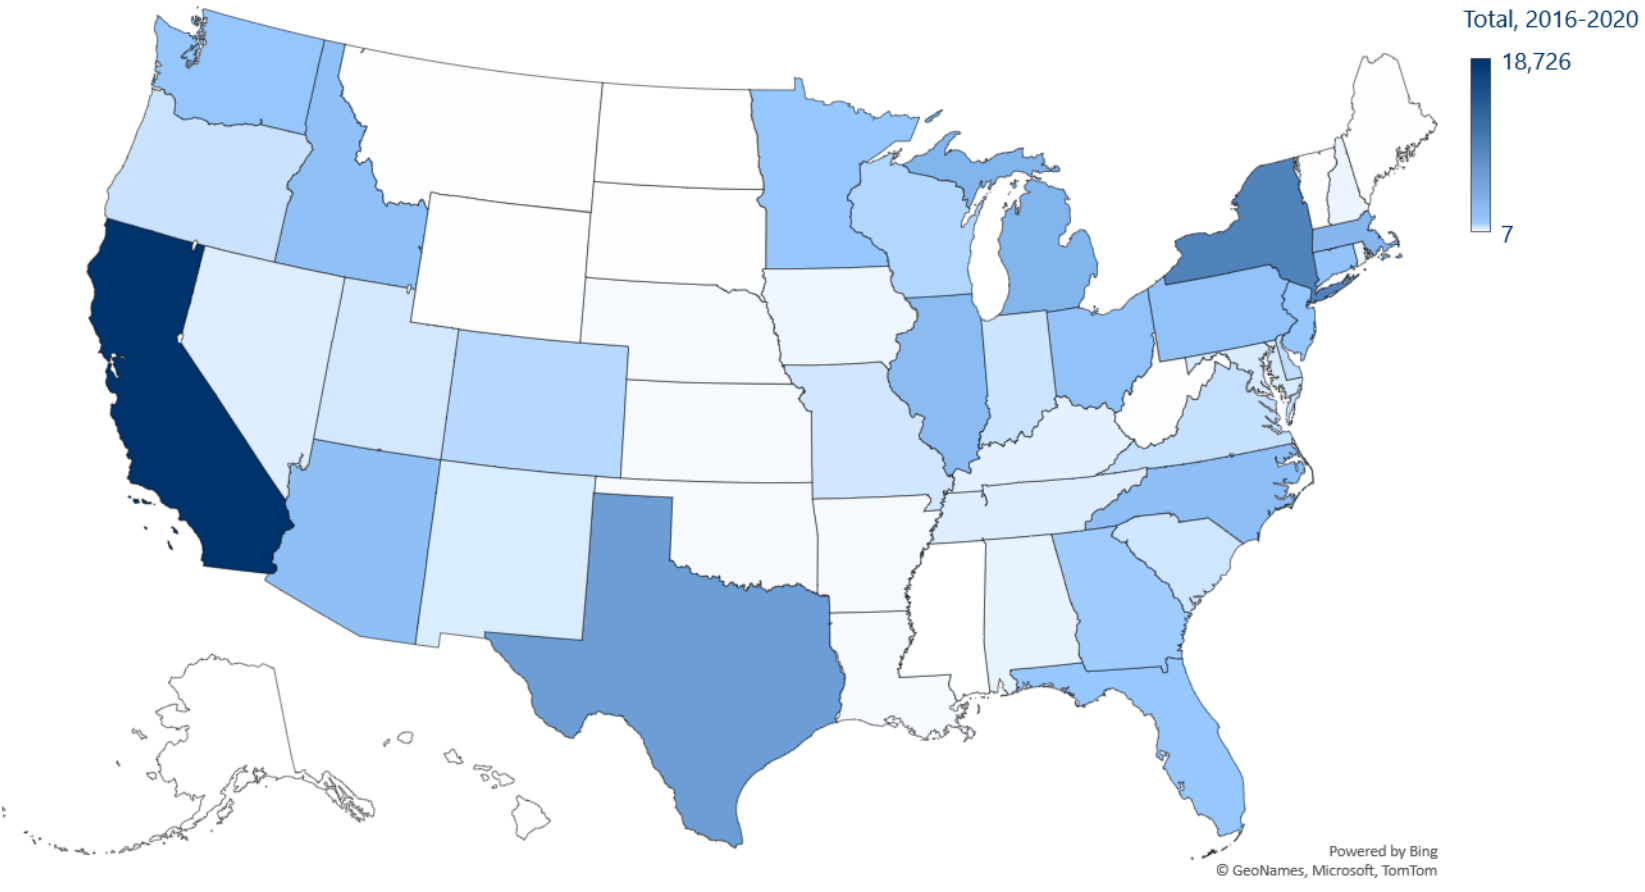 Total, 2016-2020
18,726
7
Powered by Bing
© GeoNames, Microsoft, TomTom